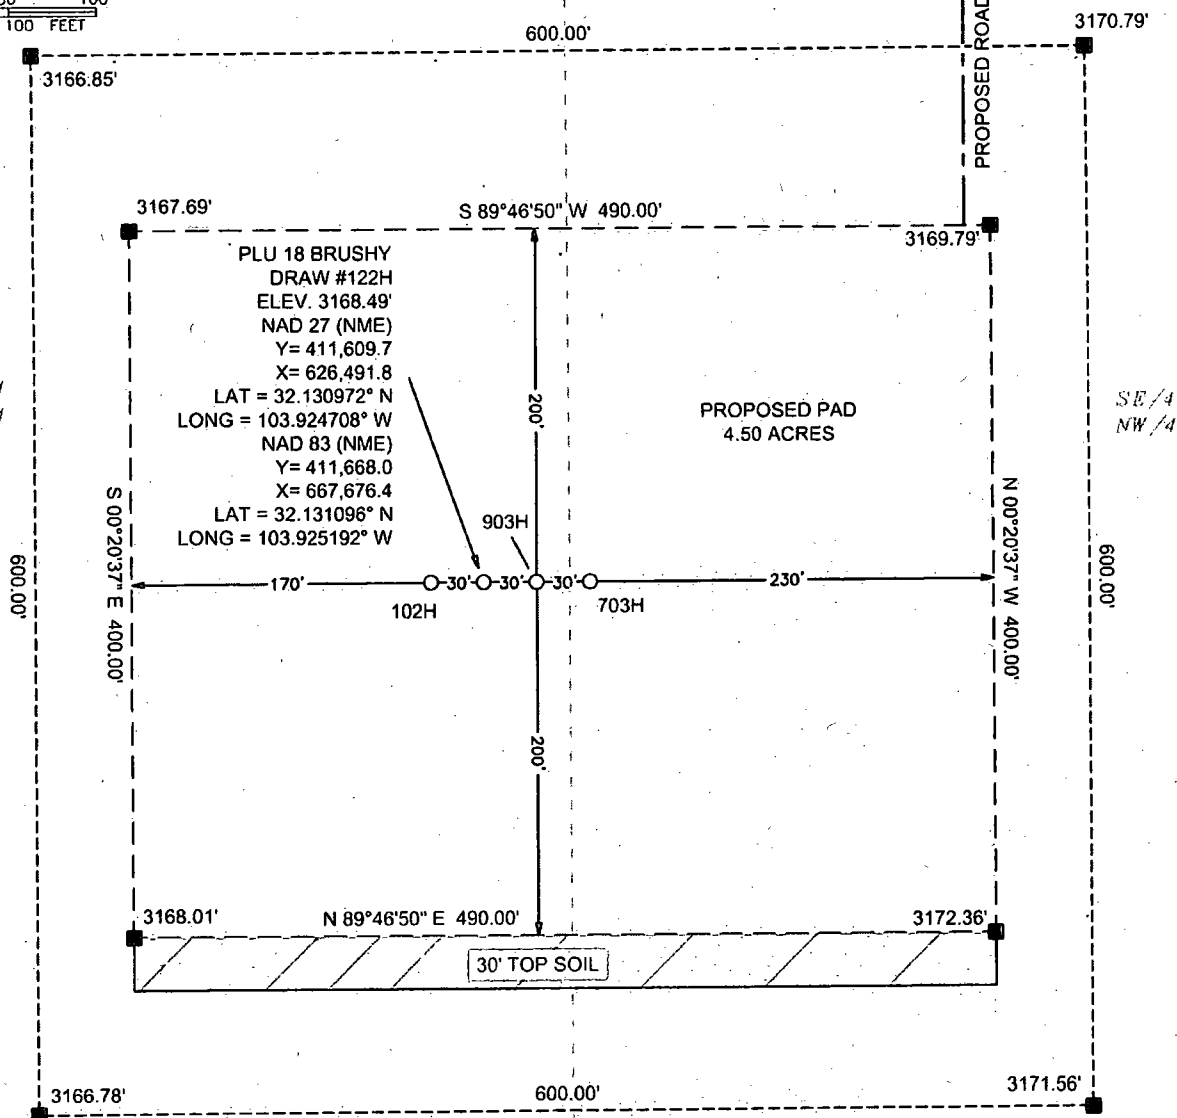 100 FEET
600.00'
3170.79'
3166.85'
PROPOSED ROAD
3167.69'
S 89°46'50" W 490.00'
3169.79'
PLU 18 BRUSHY
DRAW #122H
ELEV. 3168.49'
NAD 27 (NME)
Y= 411,609.7
X= 626,491.8
LAT = 32.130972° N
LONG = 103.924708° W
NAD 83 (NME)
Y= 411,668.0
X= 667,676.4
LAT = 32.131096° N
LONG = 103.925192° W
200'
PROPOSED PAD
4.50 ACRES
SE/4
NW/4
S 00°20'37" E 400.00'
N 00°20'37" W 400.00'
903H
600.00'
600.00'
170'
30'
30'
30'
230'
102H
703H
200'
3168.01'
N 89°46'50" E 490.00'
3172.36'
30' TOP SOIL
3166.78'
600.00'
3171.56'